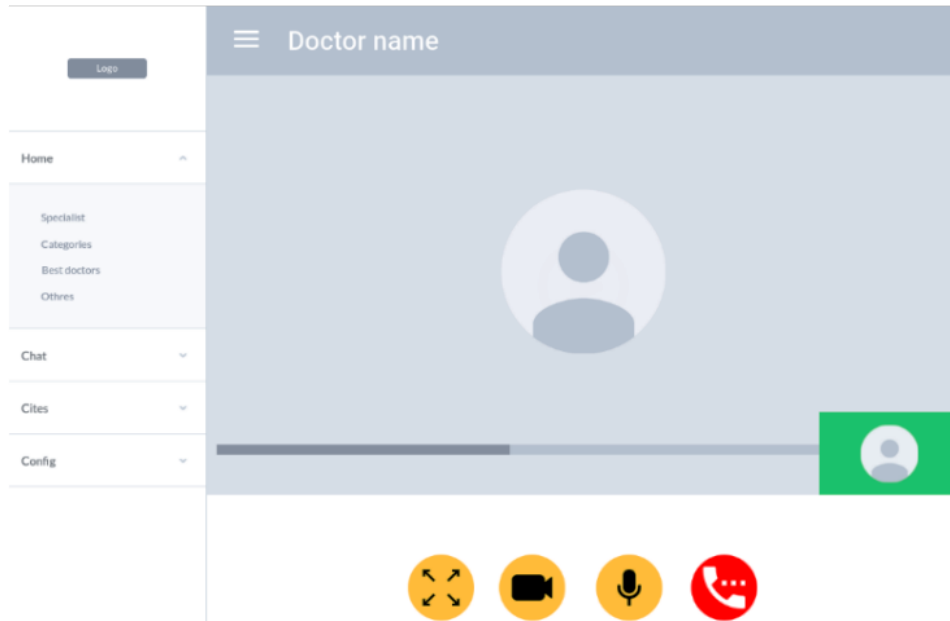 Logo
Doctor name
Home
Specialist
Categories
Best doctors
Othres
Chat
Cites
Config